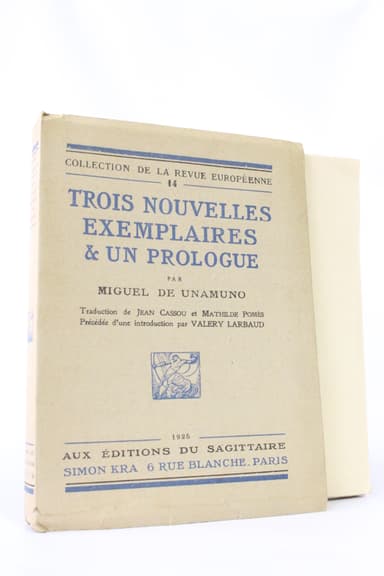 COLLECTION DE LA REVUE EUROPÉENNE
14
TROIS NOUVELLES
EXEMPLAIRES
& UN PROLOGUE
PAR
MIGUEL DE UNAMUNO
Traduction de JEAN CASSOU et MATHILDE POMÈS
Précédée d'une introduction par VALERY LARBAUD
1925
AUX ÉDITIONS DU SAGITTAIRE
SIMON KRA 6 RUE BLANCHE, PARIS